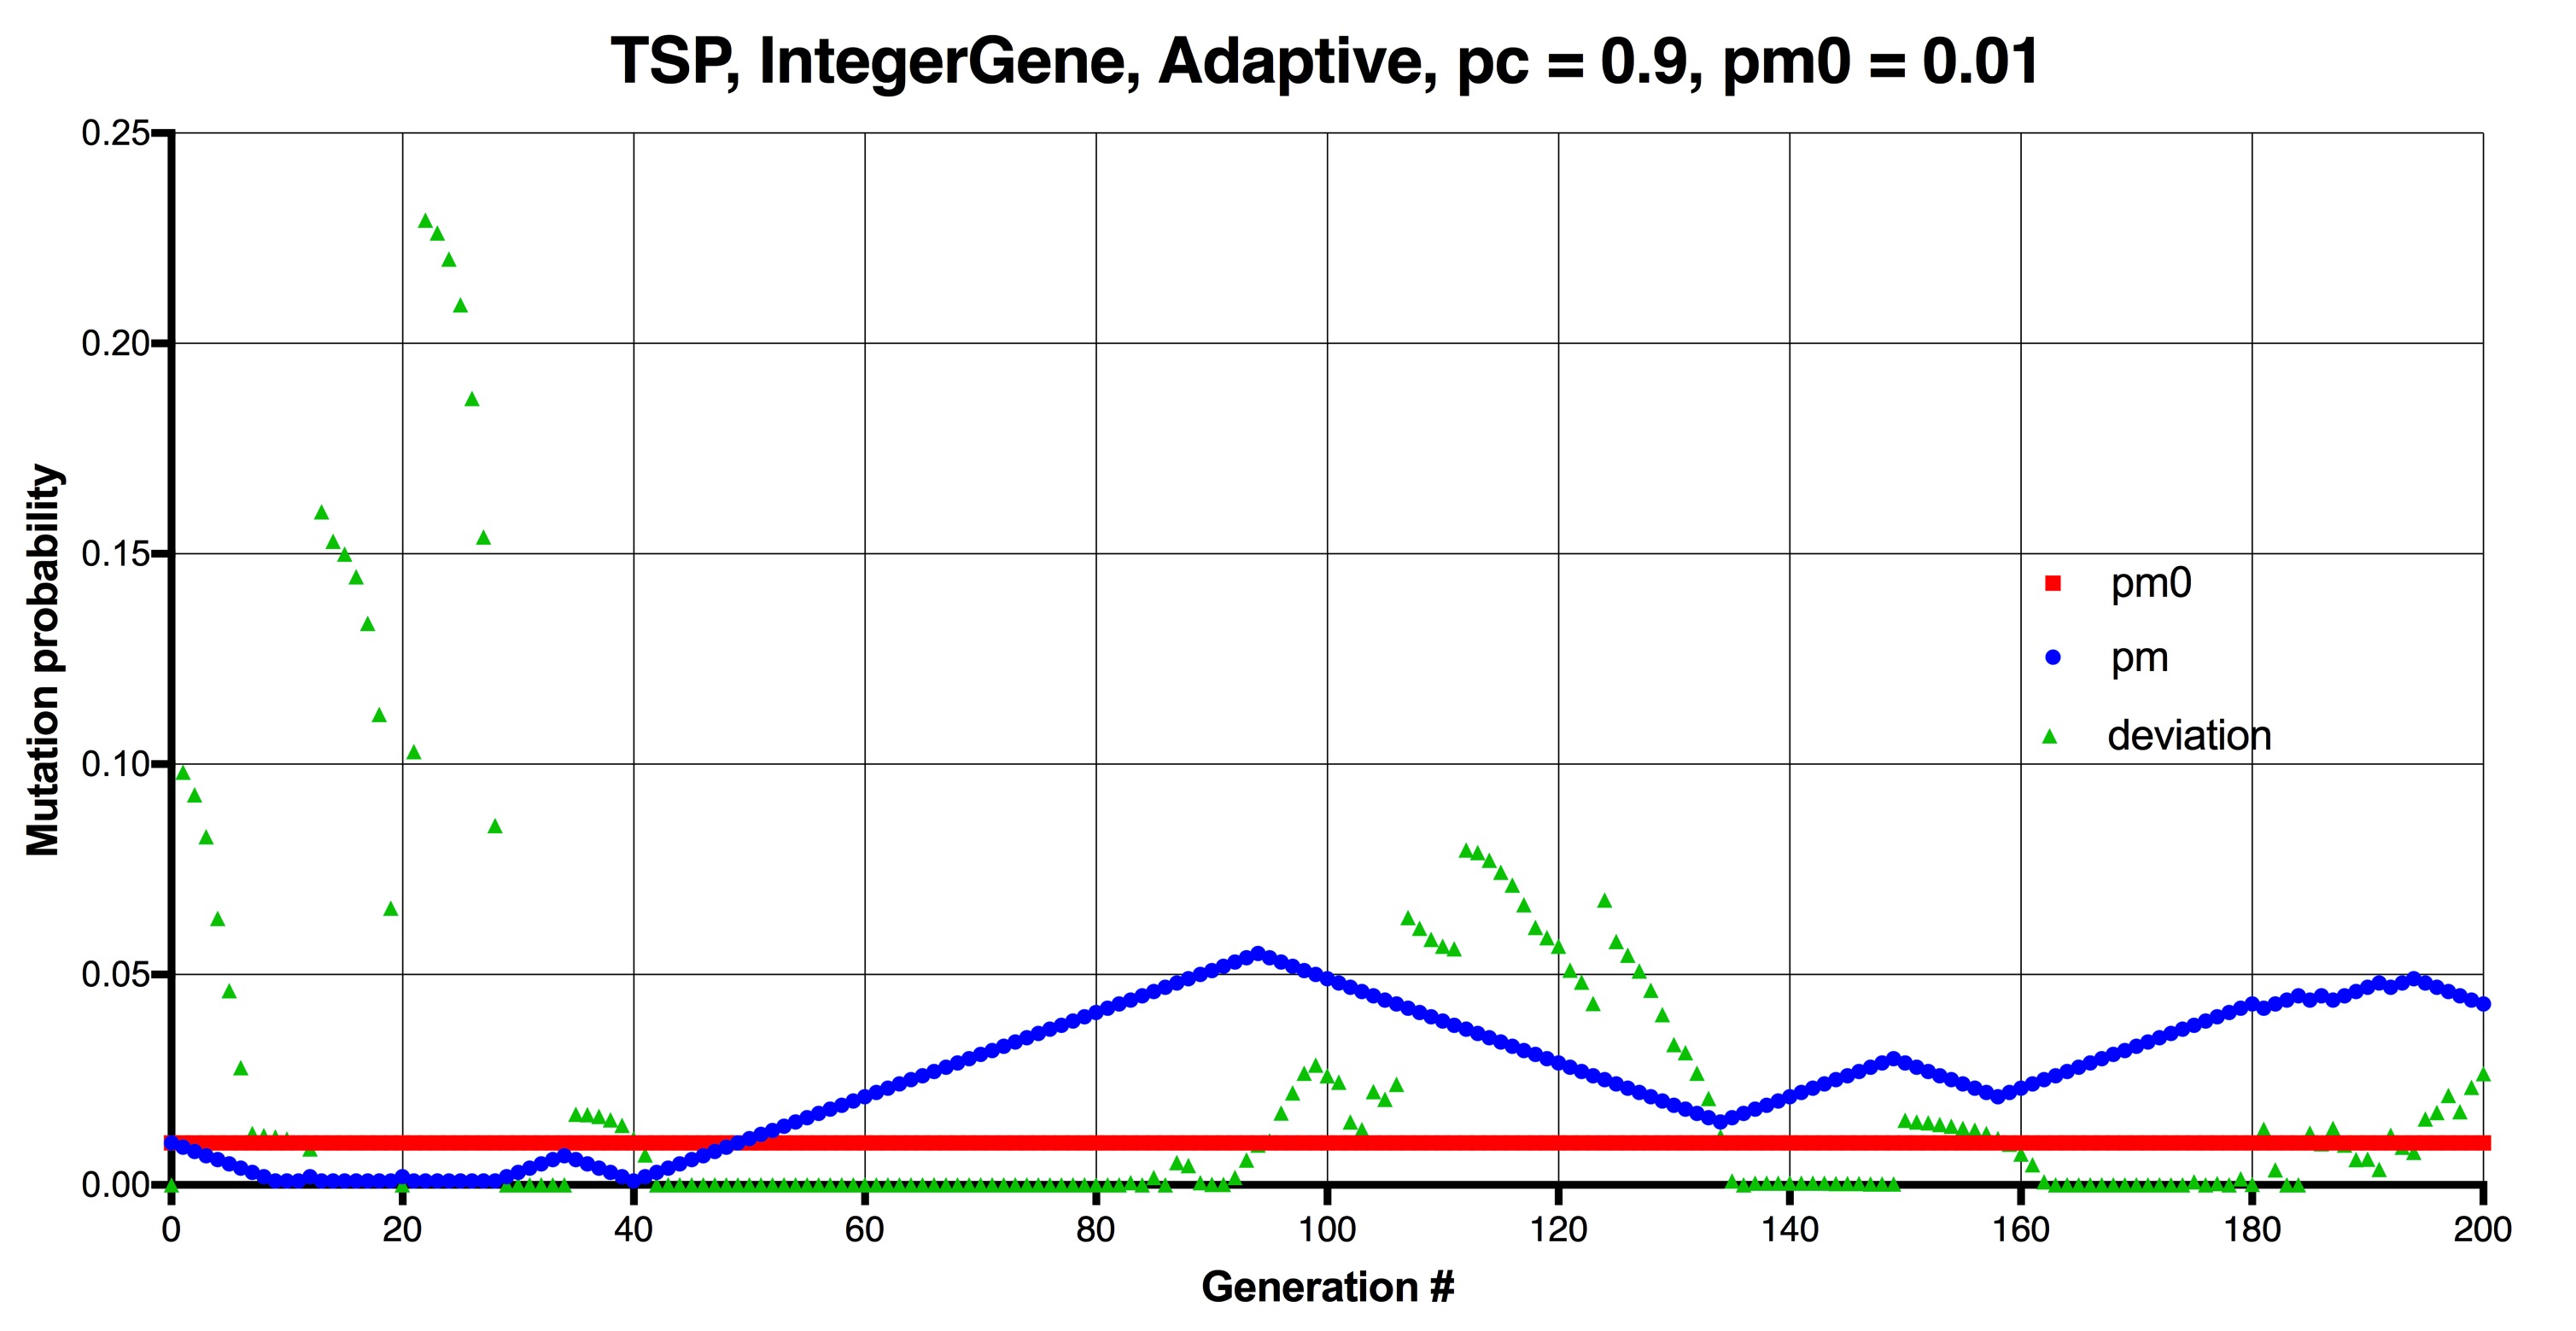 TSP, IntegerGene, Adaptive, pc = 0.9, pm0 = 0.01
0.25
0.20
0.15
0.10
0.05
0.00
Mutation probability
pm0
pm
deviation
0 20 40 60 80 100 120 140 160 180 200
Generation #